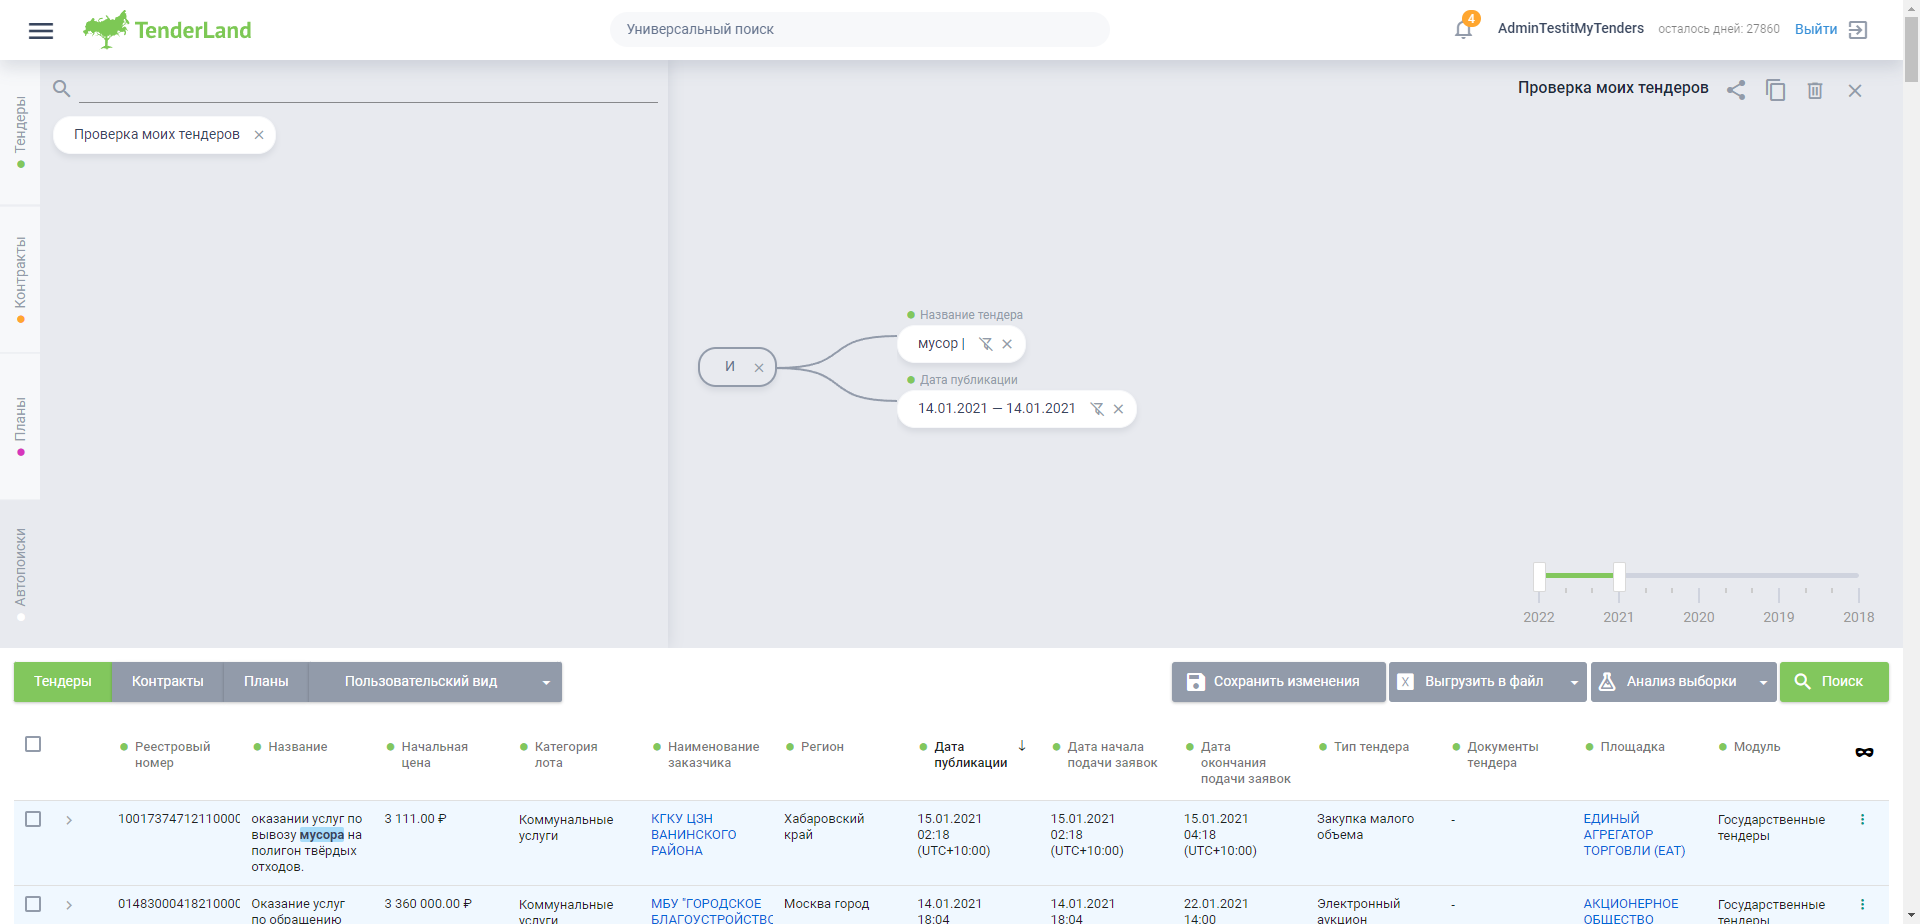 TenderLand
Универсальный поиск
4
AdminTestitMyTenders
осталось дней: 27860
Выйти
Тендеры
Контракты
Планы
Автопоиски
Проверка моих тендеров
Проверка моих тендеров
Название тендера
мусор |
И
Дата публикации
14.01.2021 — 14.01.2021
2022 2021 2020 2019 2018
Тендеры Контракты Планы Пользовательский вид
Сохранить изменения
X Выгрузить в файл
Анализ выборки
Поиск
Реестровый
номер
Название
Начальная
цена
Категория
лота
Наименование
заказчика
Регион
Дата
публикации
Дата начала
подачи заявок
Дата
окончания
подачи заявок
Тип тендера
Документы
тендера
Площадка
Модуль
10017374712110000
оказании услуг по
вывозу мусора на
полигон твёрдых
отходов.
3 111.00 ₽
Коммунальные
услуги
КГКУ ЦЗН
ВАНИНСКОГО
РАЙОНА
Хабаровский
край
15.01.2021
02:18
(UTC+10:00)
15.01.2021
02:18
(UTC+10:00)
15.01.2021
04:18
(UTC+10:00)
Закупка малого
объема
-
ЕДИНЫЙ
АГРЕГАТОР
ТОРГОВЛИ (ЕАТ)
Государственные
тендеры
01483000418210000
Оказание услуг
по обращению
3 360 000.00 ₽
Коммунальные
услуги
МБУ "ГОРОДСКОЕ
БЛАГОУСТРОЙСТВО
Москва город
14.01.2021
18:04
14.01.2021
18:04
22.01.2021
14:00
Электронный
аукцион
-
АКЦИОНЕРНОЕ
ОБЩЕСТВО
Государственные
тендеры